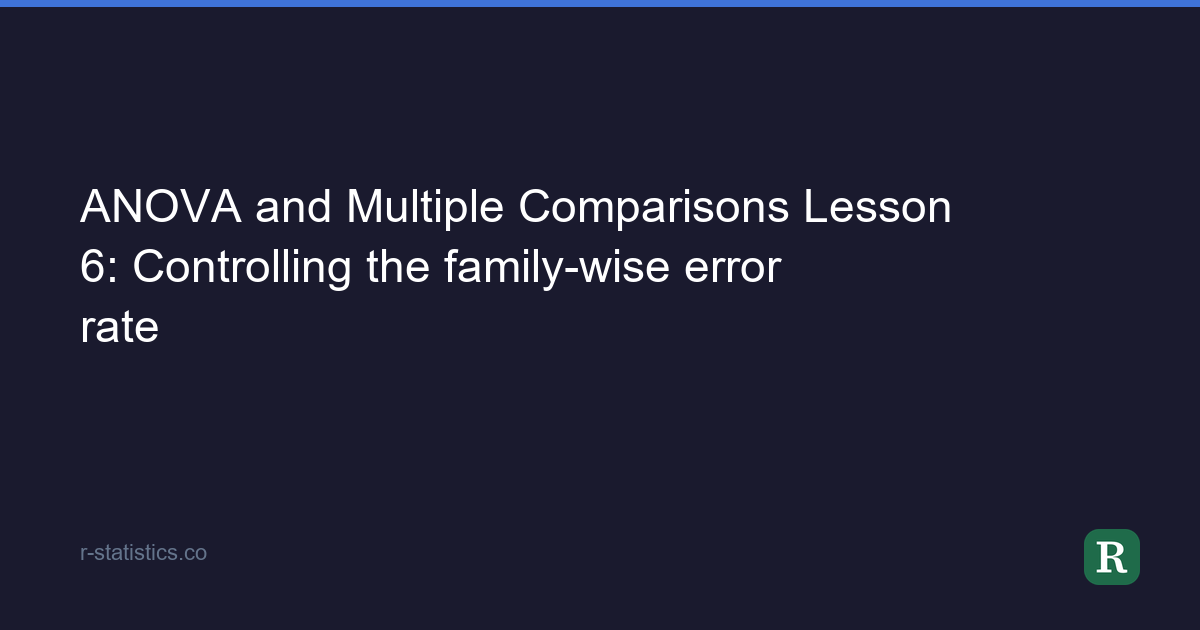 ANOVA and Multiple Comparisons Lesson
6: Controlling the family-wise error
rate
r-statistics.co
R